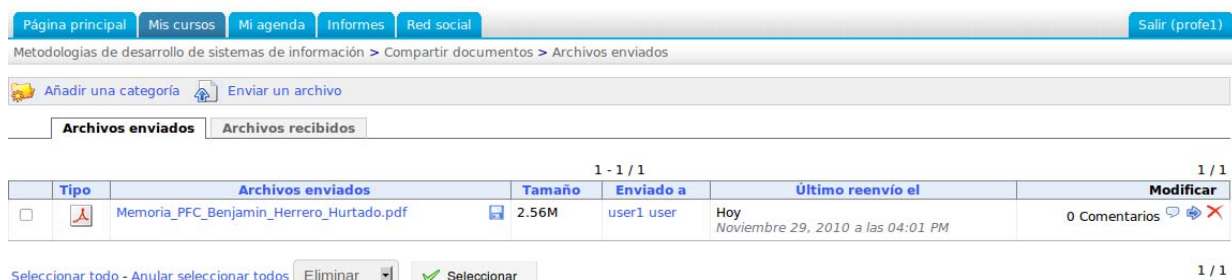 Página principal Mis cursos Mi agenda Informes Red social Salir (profe1)
Metodologias de desarrollo de sistemas de información > Compartir documentos > Archivos enviados
Añadir una categoría Enviar un archivo
Archivos enviados Archivos recibidos
1 - 1 / 1 1 / 1
Tipo Archivos enviados Tamaño Enviado a Último reenvío el Modificar
Memoria_PFC_Benjamin_Herrero_Hurtado.pdf 2.56M user1 user Hoy 0 Comentarios
Noviembre 29, 2010 a las 04:01 PM
Seleccionar todo - Anular seleccionar todos Eliminar Seleccionar 1 / 1